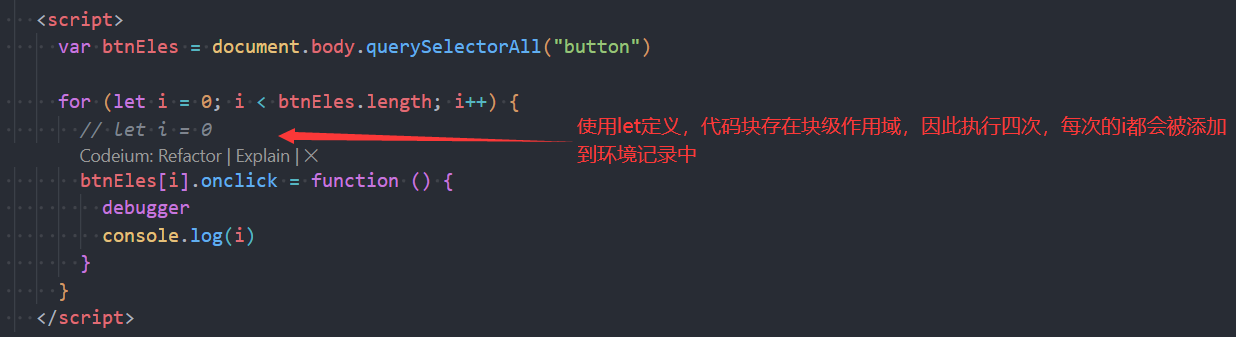 <script>
var btnEles = document.body.querySelectorAll("button")
for (let i = 0; i < btnEles.length; i++) {
// let i = 0
使用let定义，代码块存在块级作用域，因此执行四次，每次的i都会被添加
到环境记录中
Codeium: Refactor | Explain | ×
btnEles[i].onclick = function () {
debugger
console.log(i)
}
}
</script>